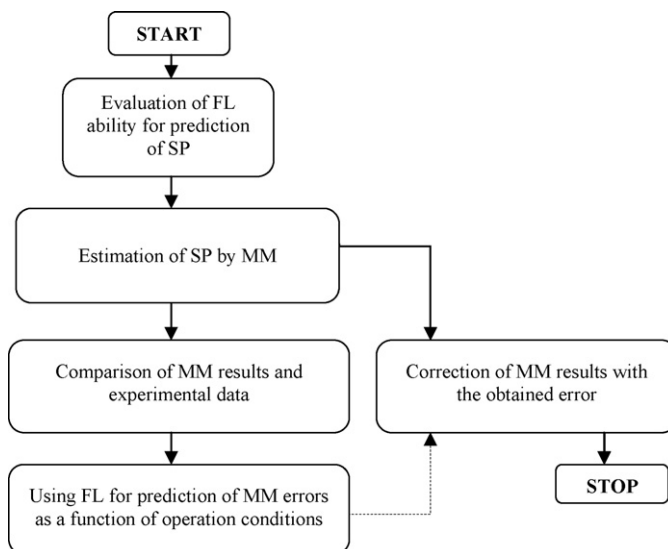 START
Evaluation of FL
ability for prediction
of SP
Estimation of SP by MM
Comparison of MM results and
experimental data
Correction of MM results with
the obtained error
Using FL for prediction of MM errors
as a function of operation conditions
STOP